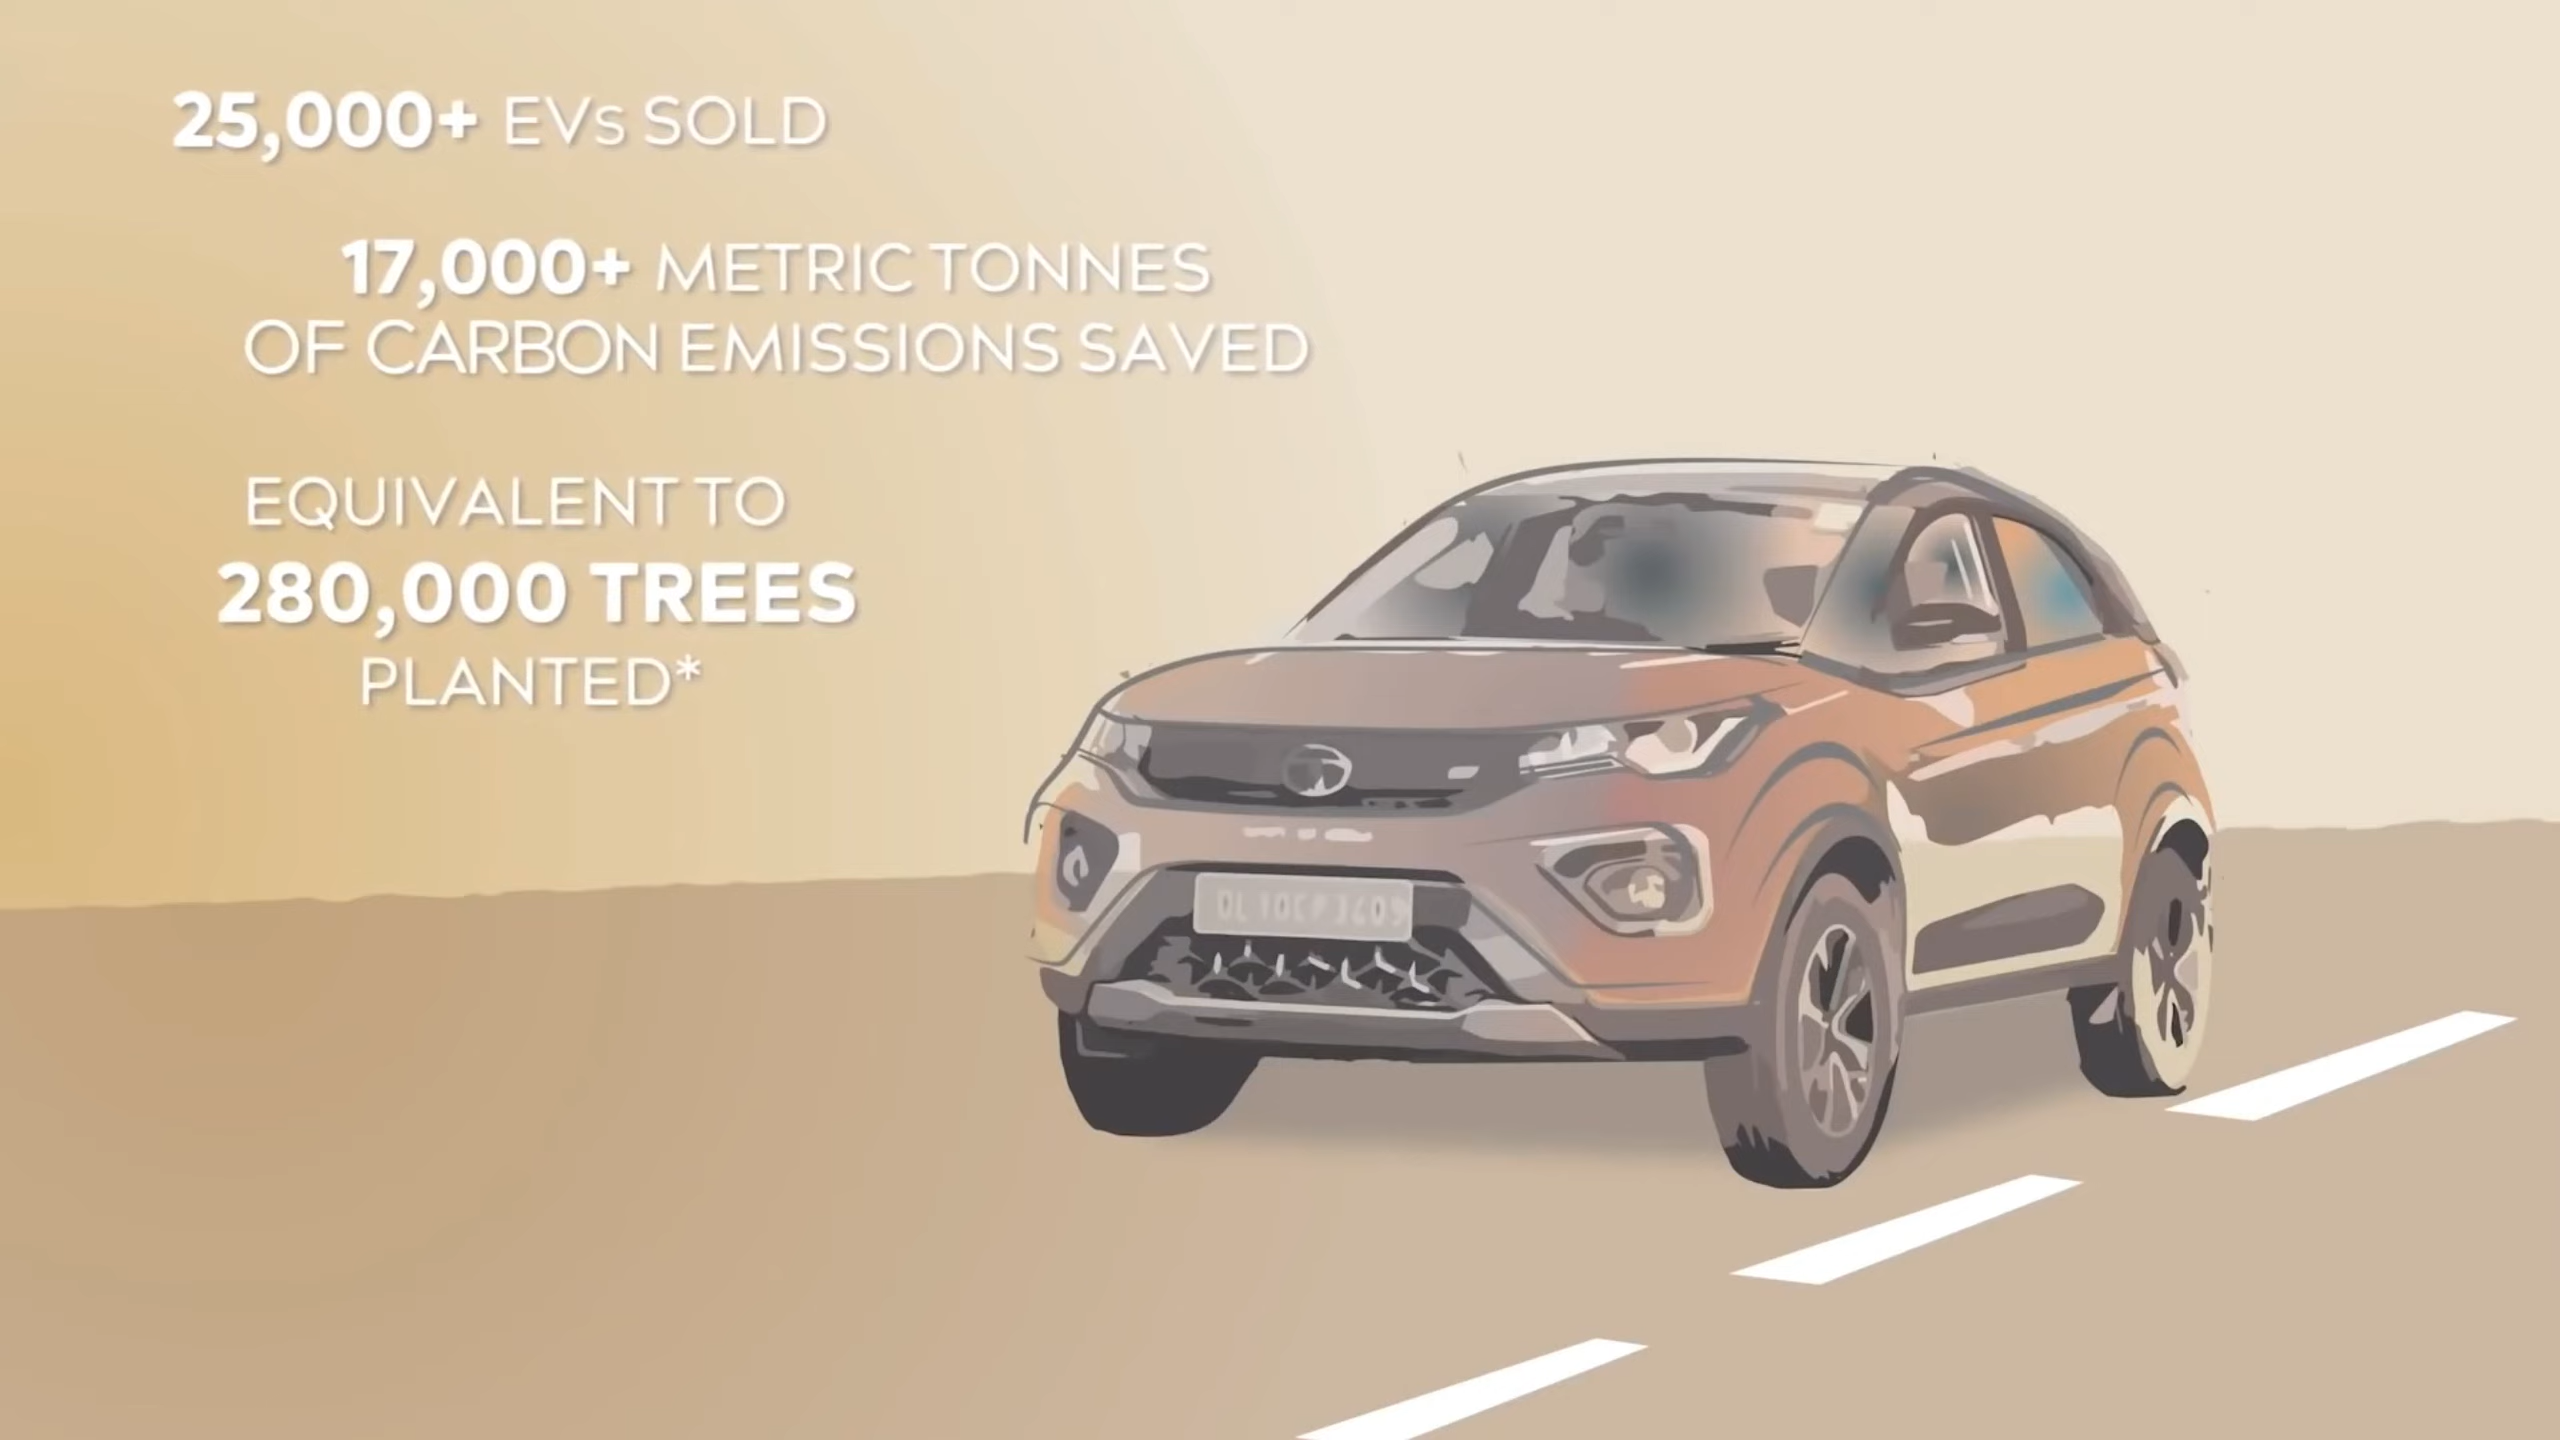 25,000+ EVs SOLD
17,000+ METRIC TONNES
OF CARBON EMISSIONS SAVED
EQUIVALENT TO
280,000 TREES
PLANTED*